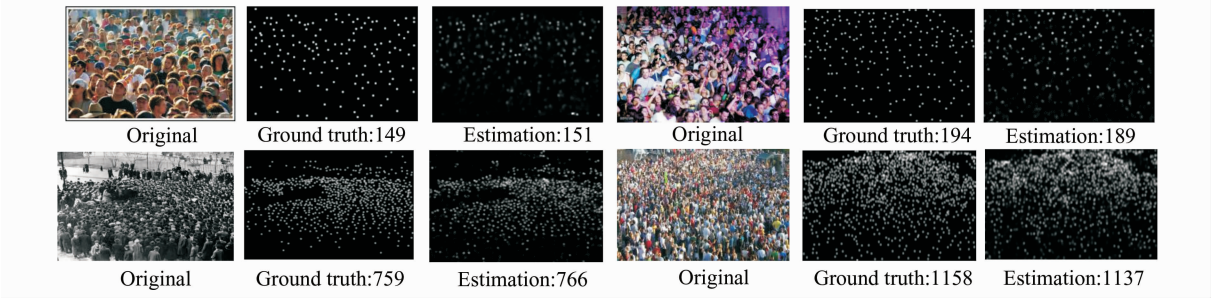 Original Ground truth:149 Estimation:151 Original Ground truth:194 Estimation:189
Original Ground truth:759 Estimation:766 Original Ground truth:1158 Estimation:1137